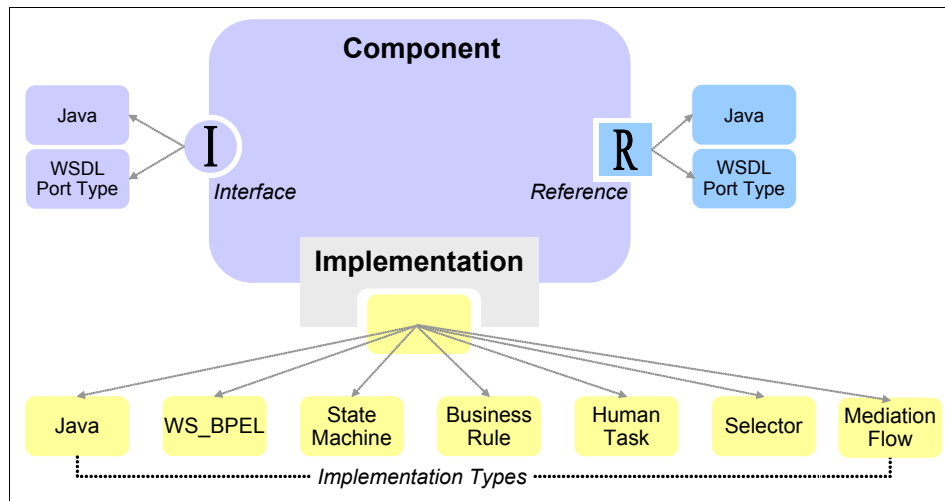 Component
Java
WSDL
Port Type
I
Interface
R
Reference
Java
WSDL
Port Type
Implementation
Java
WS_BPEL
State
Machine
Business
Rule
Human
Task
Selector
Mediation
Flow
Implementation Types